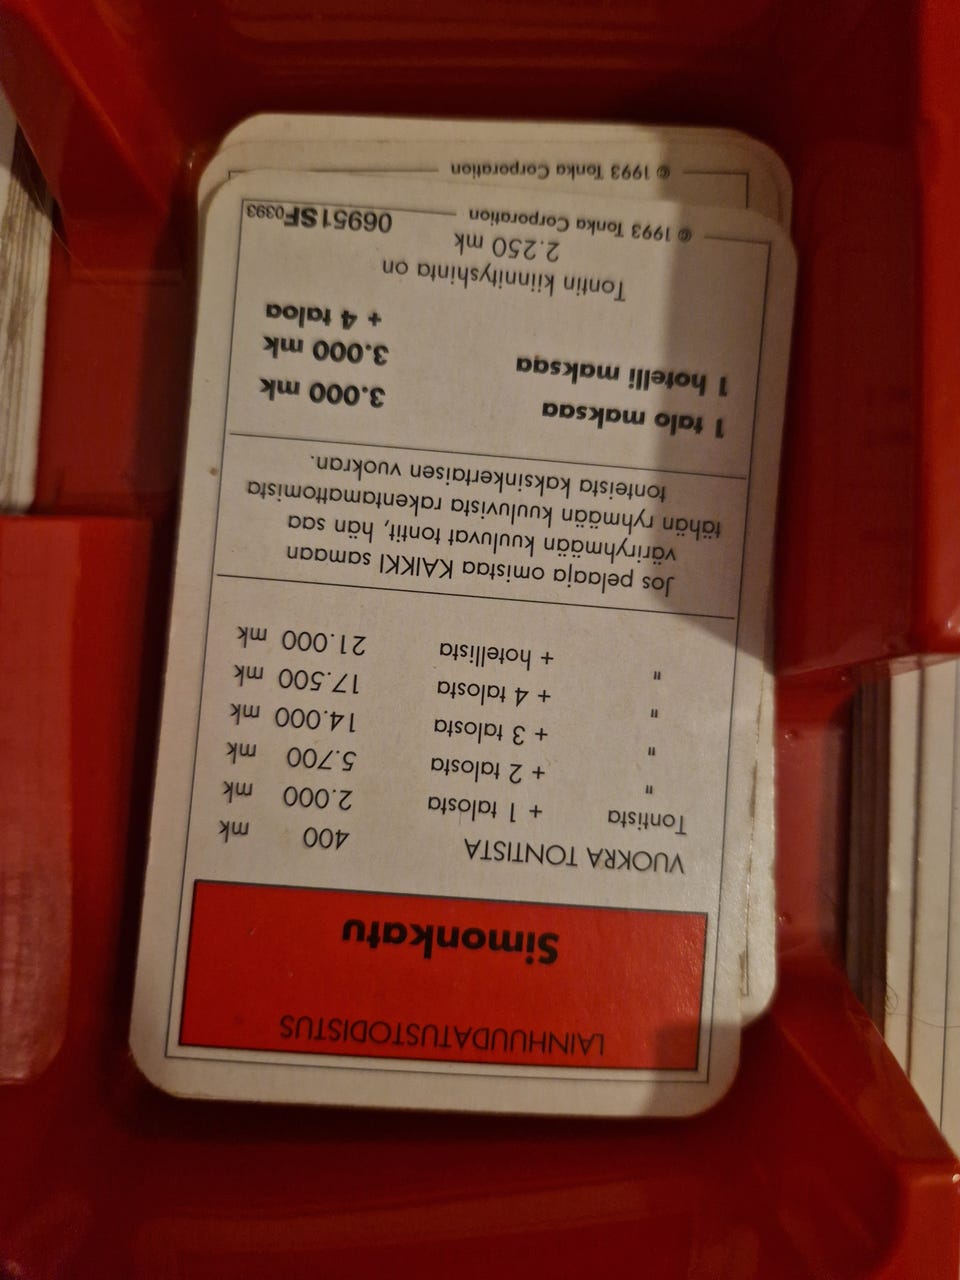 LAINHUUDATUSTODISTUS
Simonkatu
VUOKRA TONTISTA 400 mk
Tontista + 1 talosta 2.000 mk
" + 2 talosta 5.700 mk
" + 3 talosta 14.000 mk
" + 4 talosta 17.500 mk
" + hotellista 21.000 mk
Jos pelaaja omistaa KAIKKI samaan
väriryhmään kuuluvat tontit, hän saa
tähän ryhmään kuuluvista rakentamattomista
tonteista kaksinkertaisen vuokran.
1 talo maksaa 3.000 mk
1 hotelli maksaa 3.000 mk
+ 4 taloa
Tontin kiinnityshinta on
2.250 mk
© 1993 Tonka Corporation 06951SF0393
© 1993 Tonka Corporation